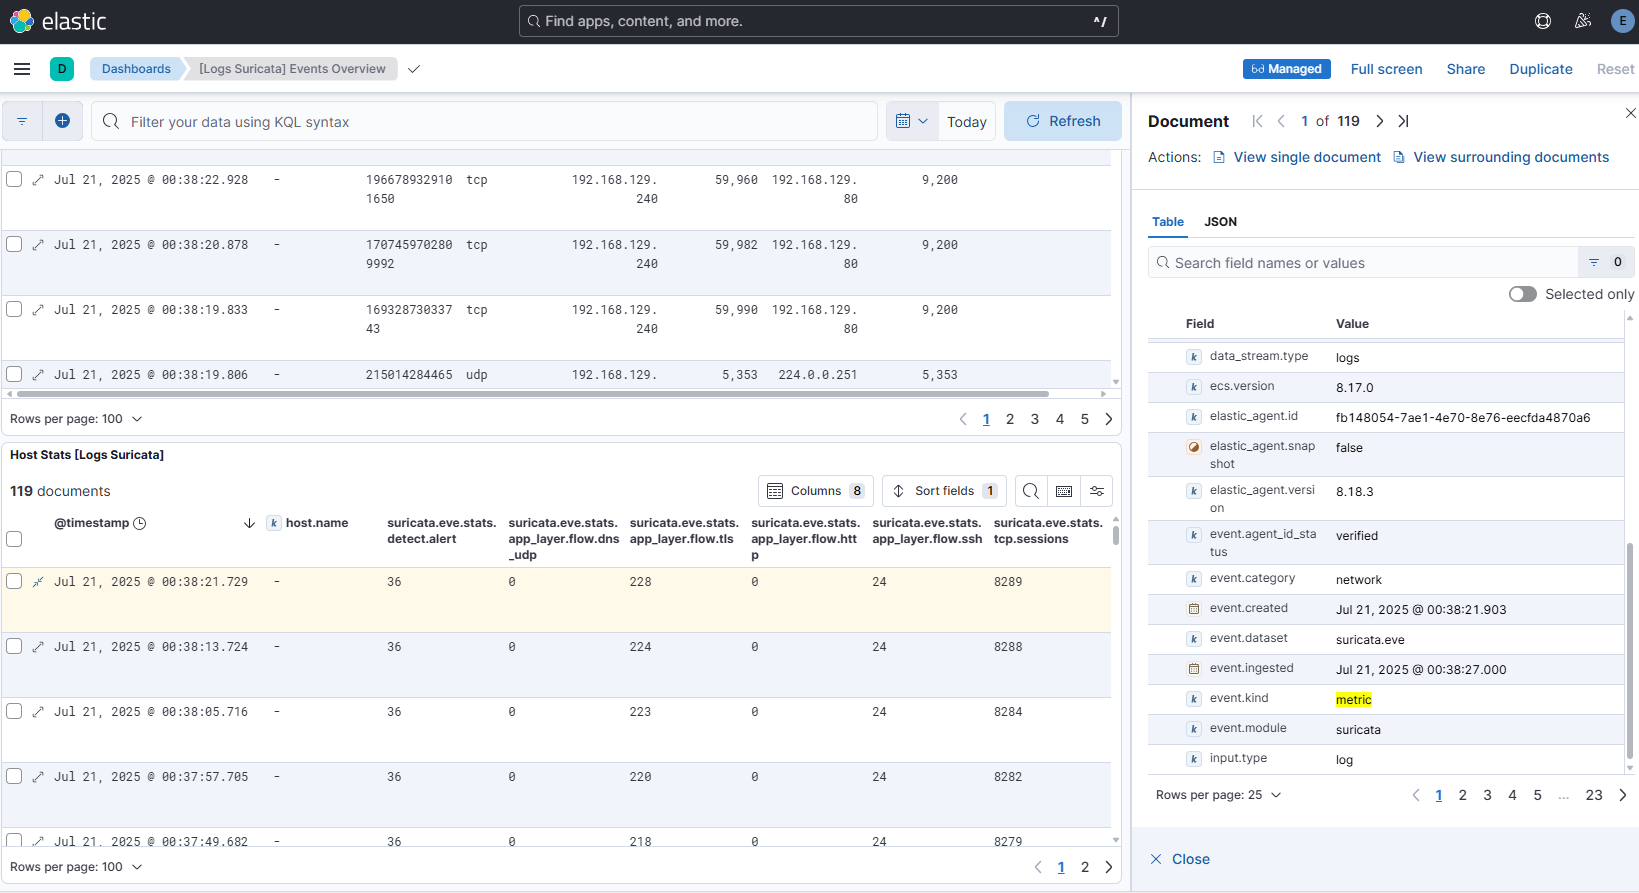 elastic
Find apps, content, and more.
^/
E
D
Dashboards
[Logs Suricata] Events Overview
Managed
Full screen
Share
Duplicate
Reset
Filter your data using KQL syntax
Today
Refresh
Jul 21, 2025 @ 00:38:22.928 - 196678932910 tcp 192.168.129. 59,960 192.168.129. 9,200
1650 240 80
Jul 21, 2025 @ 00:38:20.878 - 170745970280 tcp 192.168.129. 59,982 192.168.129. 9,200
9992 240 80
Jul 21, 2025 @ 00:38:19.833 - 169328730337 tcp 192.168.129. 59,990 192.168.129. 9,200
43 240 80
Jul 21, 2025 @ 00:38:19.806 - 215014284465 udp 192.168.129. 5,353 224.0.0.251 5,353
Rows per page: 100
1 2 3 4 5
Host Stats [Logs Suricata]
119 documents
Columns 8
Sort fields 1
@timestamp
k host.name
suricata.eve.stats.
detect.alert
suricata.eve.stats.
app_layer.flow.dns
_udp
suricata.eve.stats.
app_layer.flow.tls
suricata.eve.stats.
app_layer.flow.htt
p
suricata.eve.stats.
app_layer.flow.ssh
suricata.eve.stats.
tcp.sessions
Jul 21, 2025 @ 00:38:21.729 - 36 0 228 0 24 8289
Jul 21, 2025 @ 00:38:13.724 - 36 0 224 0 24 8288
Jul 21, 2025 @ 00:38:05.716 - 36 0 223 0 24 8284
Jul 21, 2025 @ 00:37:57.705 - 36 0 220 0 24 8282
Jul 21, 2025 @ 00:37:49.682 - 36 0 218 0 24 8279
Rows per page: 100
1 2
Document
1 of 119
Actions: View single document View surrounding documents
Table JSON
Search field names or values
0
Selected only
Field Value
k data_stream.type logs
k ecs.version 8.17.0
k elastic_agent.id fb148054-7ae1-4e70-8e76-eecfda4870a6
elastic_agent.snap false
shot
k elastic_agent.versi 8.18.3
on
k event.agent_id_sta verified
tus
k event.category network
event.created Jul 21, 2025 @ 00:38:21.903
k event.dataset suricata.eve
event.ingested Jul 21, 2025 @ 00:38:27.000
k event.kind metric
k event.module suricata
k input.type log
Rows per page: 25
1 2 3 4 5 ... 23
Close